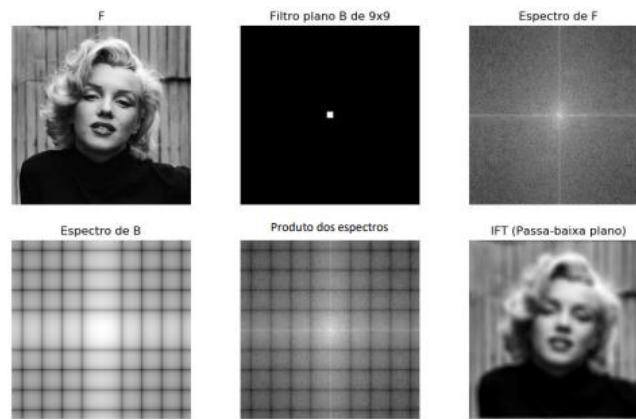 F
Filtro plano B de 9x9
Espectro de F
Espectro de B
Produto dos espectros
IFT (Passa-baixa plano)